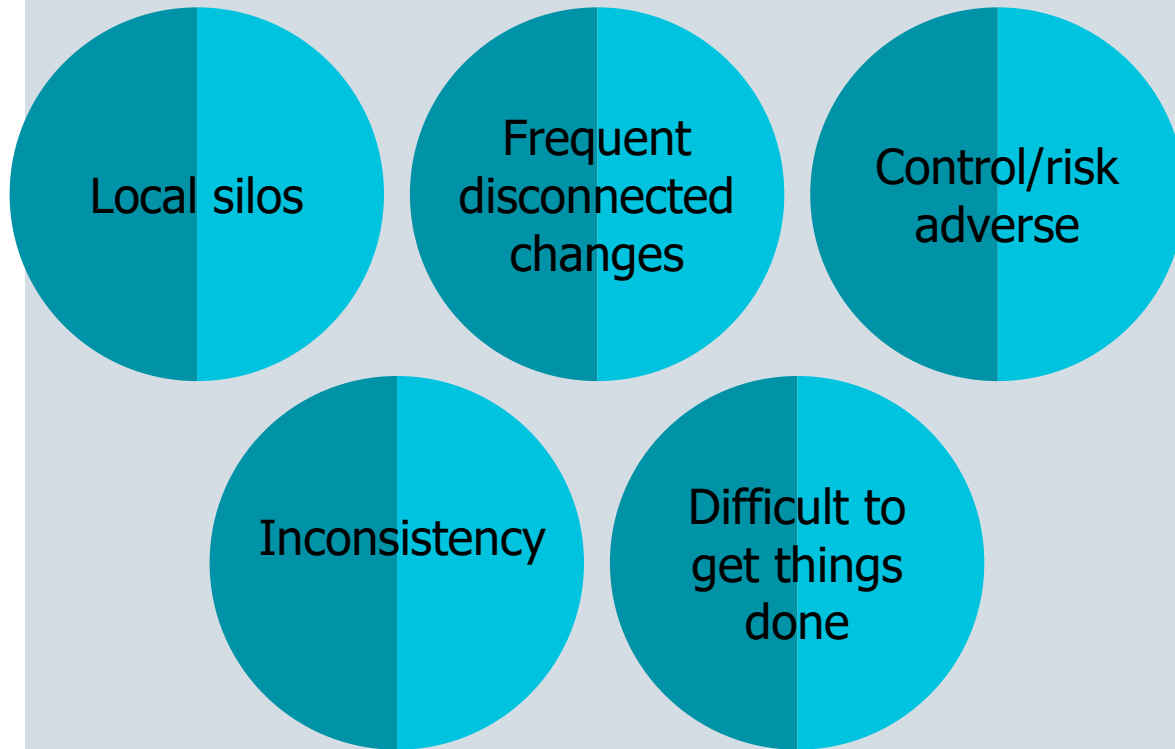 Local silos
Frequent
disconnected
changes
Control/risk
adverse
Inconsistency
Difficult to
get things
done